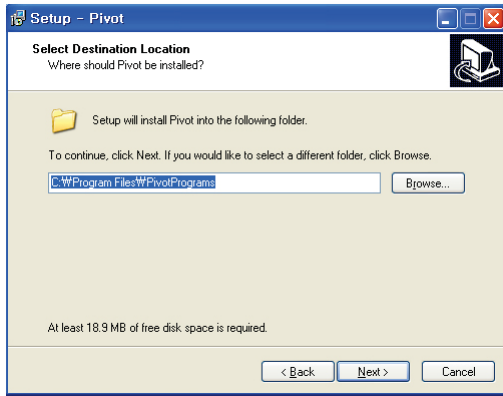 Setup - Pivot
Select Destination Location
Where should Pivot be installed?
Setup will install Pivot into the following folder.
To continue, click Next. If you would like to select a different folder, click Browse.
C:₩Program Files₩PivotPrograms
Browse...
At least 18.9 MB of free disk space is required.
< Back Next > Cancel